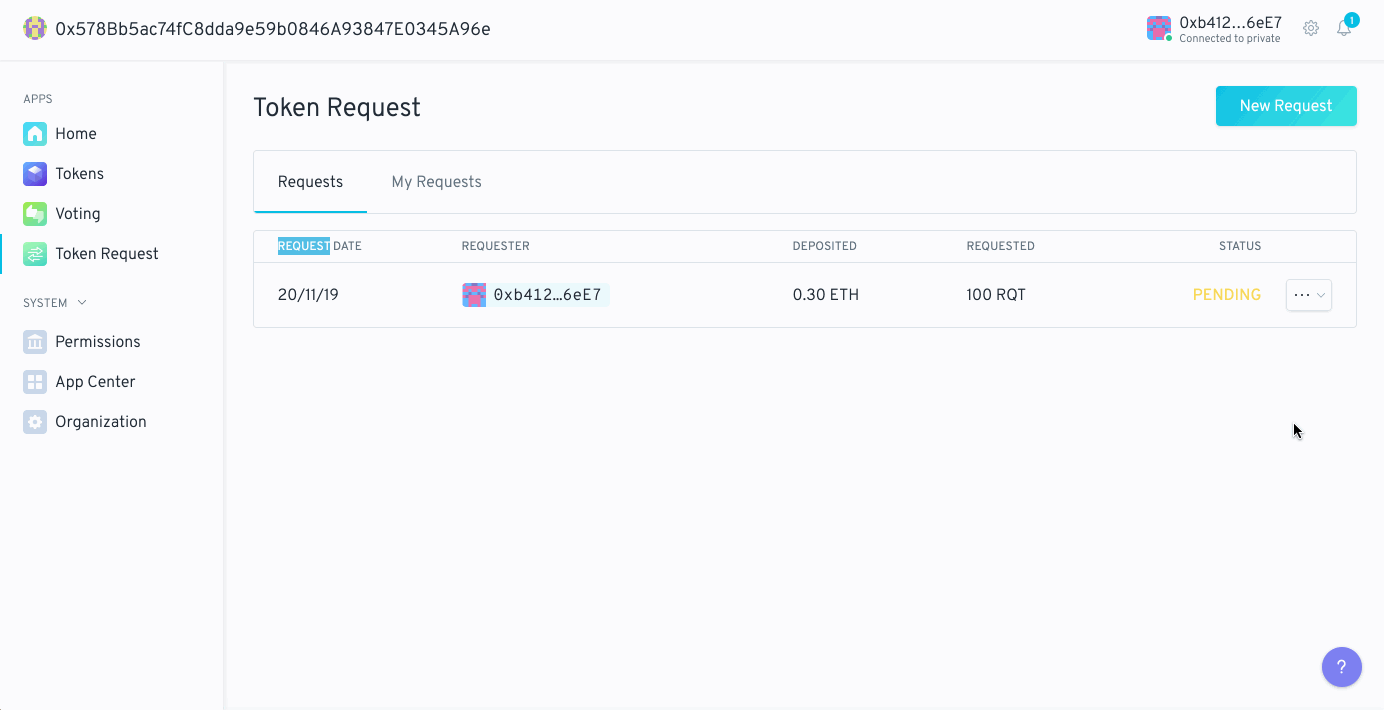 0x578Bb5ac74fC8dda9e59b0846A93847E0345A96e
0xb412...6eE7
Connected to private
1
APPS
Home
Tokens
Voting
Token Request
SYSTEM
Permissions
App Center
Organization
Token Request
New Request
Requests
My Requests
REQUEST DATE REQUESTER DEPOSITED REQUESTED STATUS
20/11/19 0xb412…6eE7 0.30 ETH 100 RQT PENDING ...
?